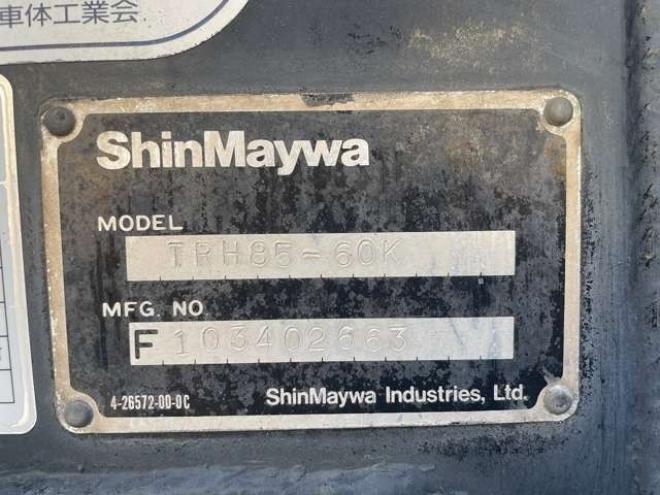 車体工業会
ShinMaywa
MODEL
TRH85-60K
MFG. NO
F103402663
4-26572-00-0C
ShinMaywa Industries, Ltd.